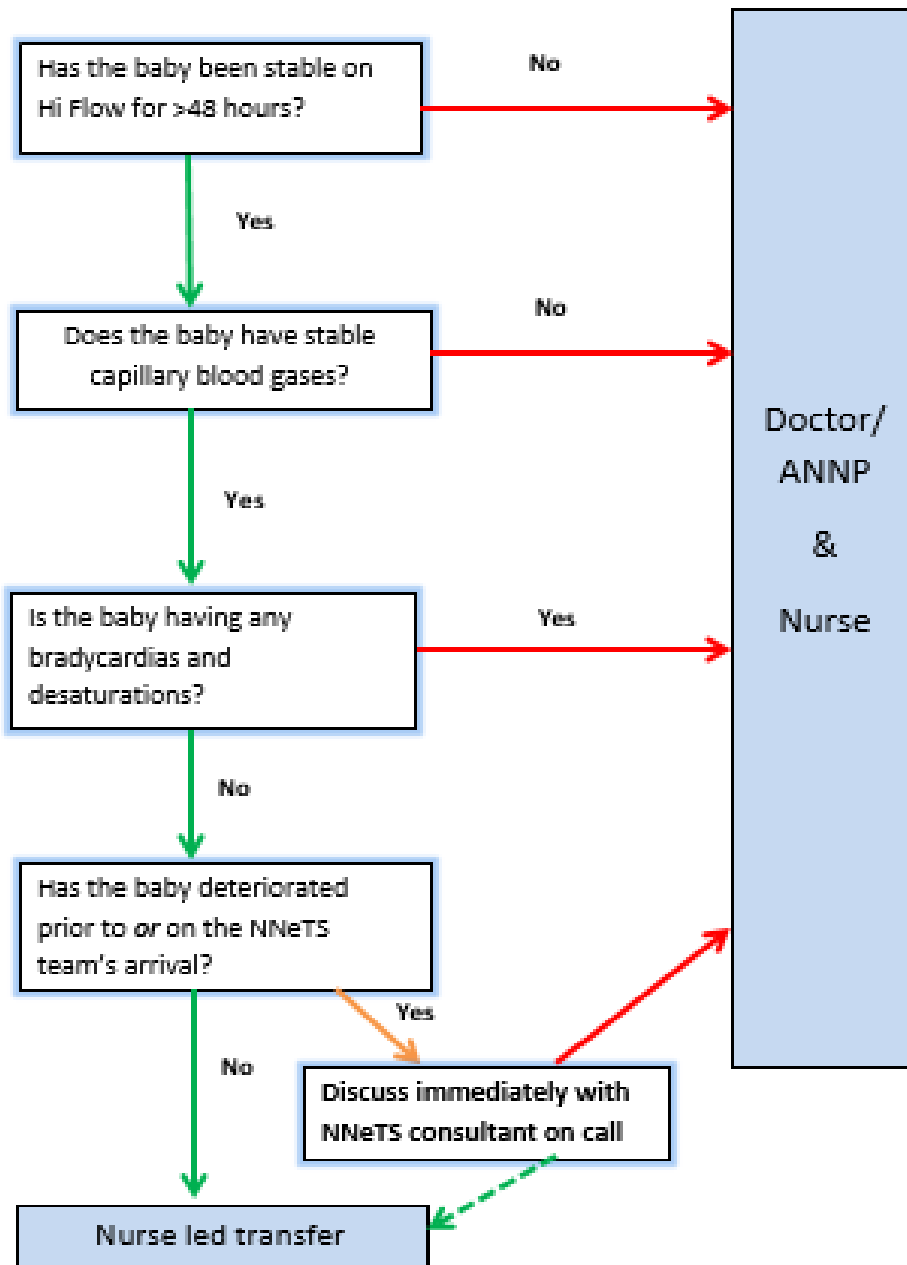 Has the baby been stable on
Hi Flow for >48 hours?
No
Yes
Does the baby have stable
capillary blood gases?
No
Yes
Is the baby having any
bradycardias and
desaturations?
Yes
No
Has the baby deteriorated
prior to or on the NNeTS
team's arrival?
Yes
No
Discuss immediately with
NNeTS consultant on call
Nurse led transfer
Doctor/
ANNP
&
Nurse